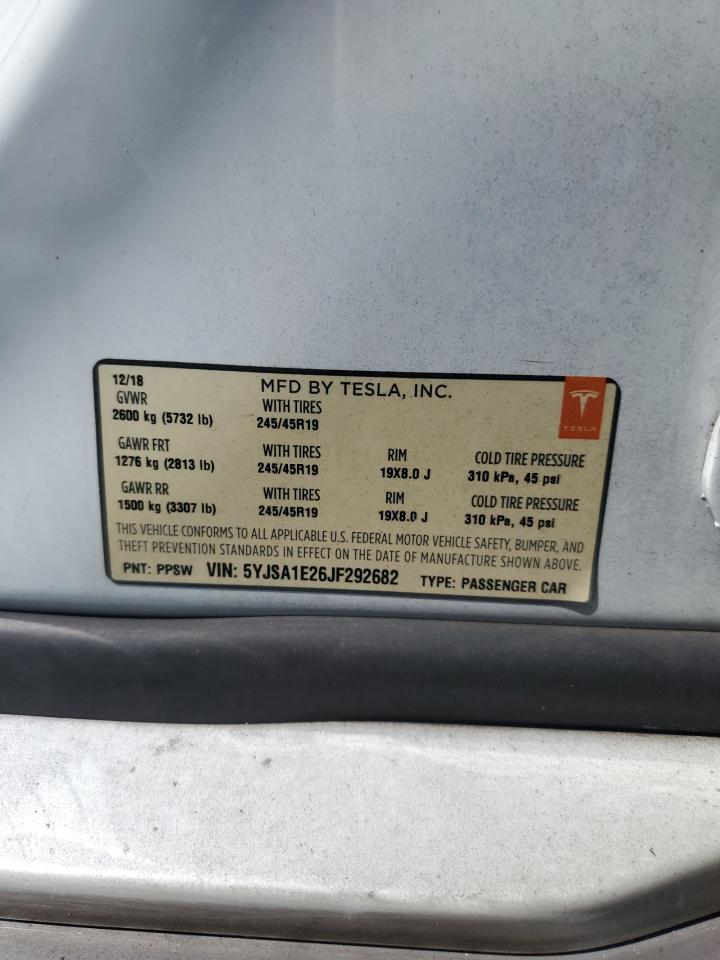 12/18 MFD BY TESLA, INC.
GVWR WITH TIRES
2600 kg (5732 lb) 245/45R19
TESLA
GAWR FRT WITH TIRES RIM COLD TIRE PRESSURE
1276 kg (2813 lb) 245/45R19 19X8.0 J 310 kPa, 45 psi
GAWR RR WITH TIRES RIM COLD TIRE PRESSURE
1500 kg (3307 lb) 245/45R19 19X8.0 J 310 kPa, 45 psi
THIS VEHICLE CONFORMS TO ALL APPLICABLE U.S. FEDERAL MOTOR VEHICLE SAFETY, BUMPER, AND
THEFT PREVENTION STANDARDS IN EFFECT ON THE DATE OF MANUFACTURE SHOWN ABOVE.
PNT: PPSW VIN: 5YJSA1E26JF292682 TYPE: PASSENGER CAR